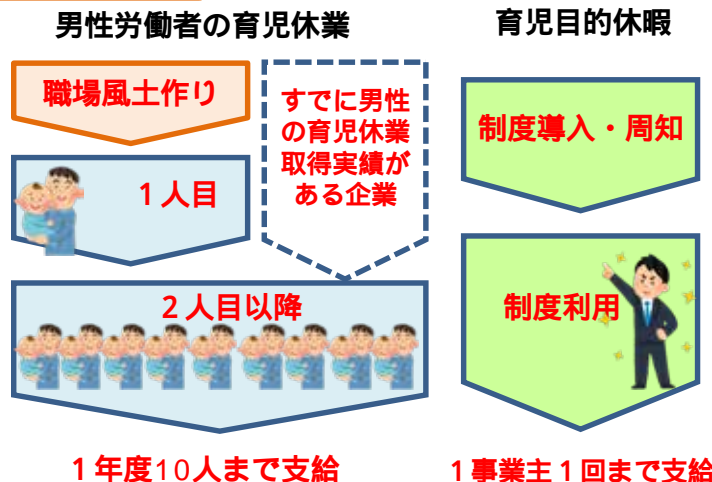 男性労働者の育児休業
職場風土作り
1人目
すでに男性
の育児休業
取得実績が
ある企業
2人目以降
1年度10人まで支給
育児目的休暇
制度導入・周知
制度利用
1事業主1回まで支給